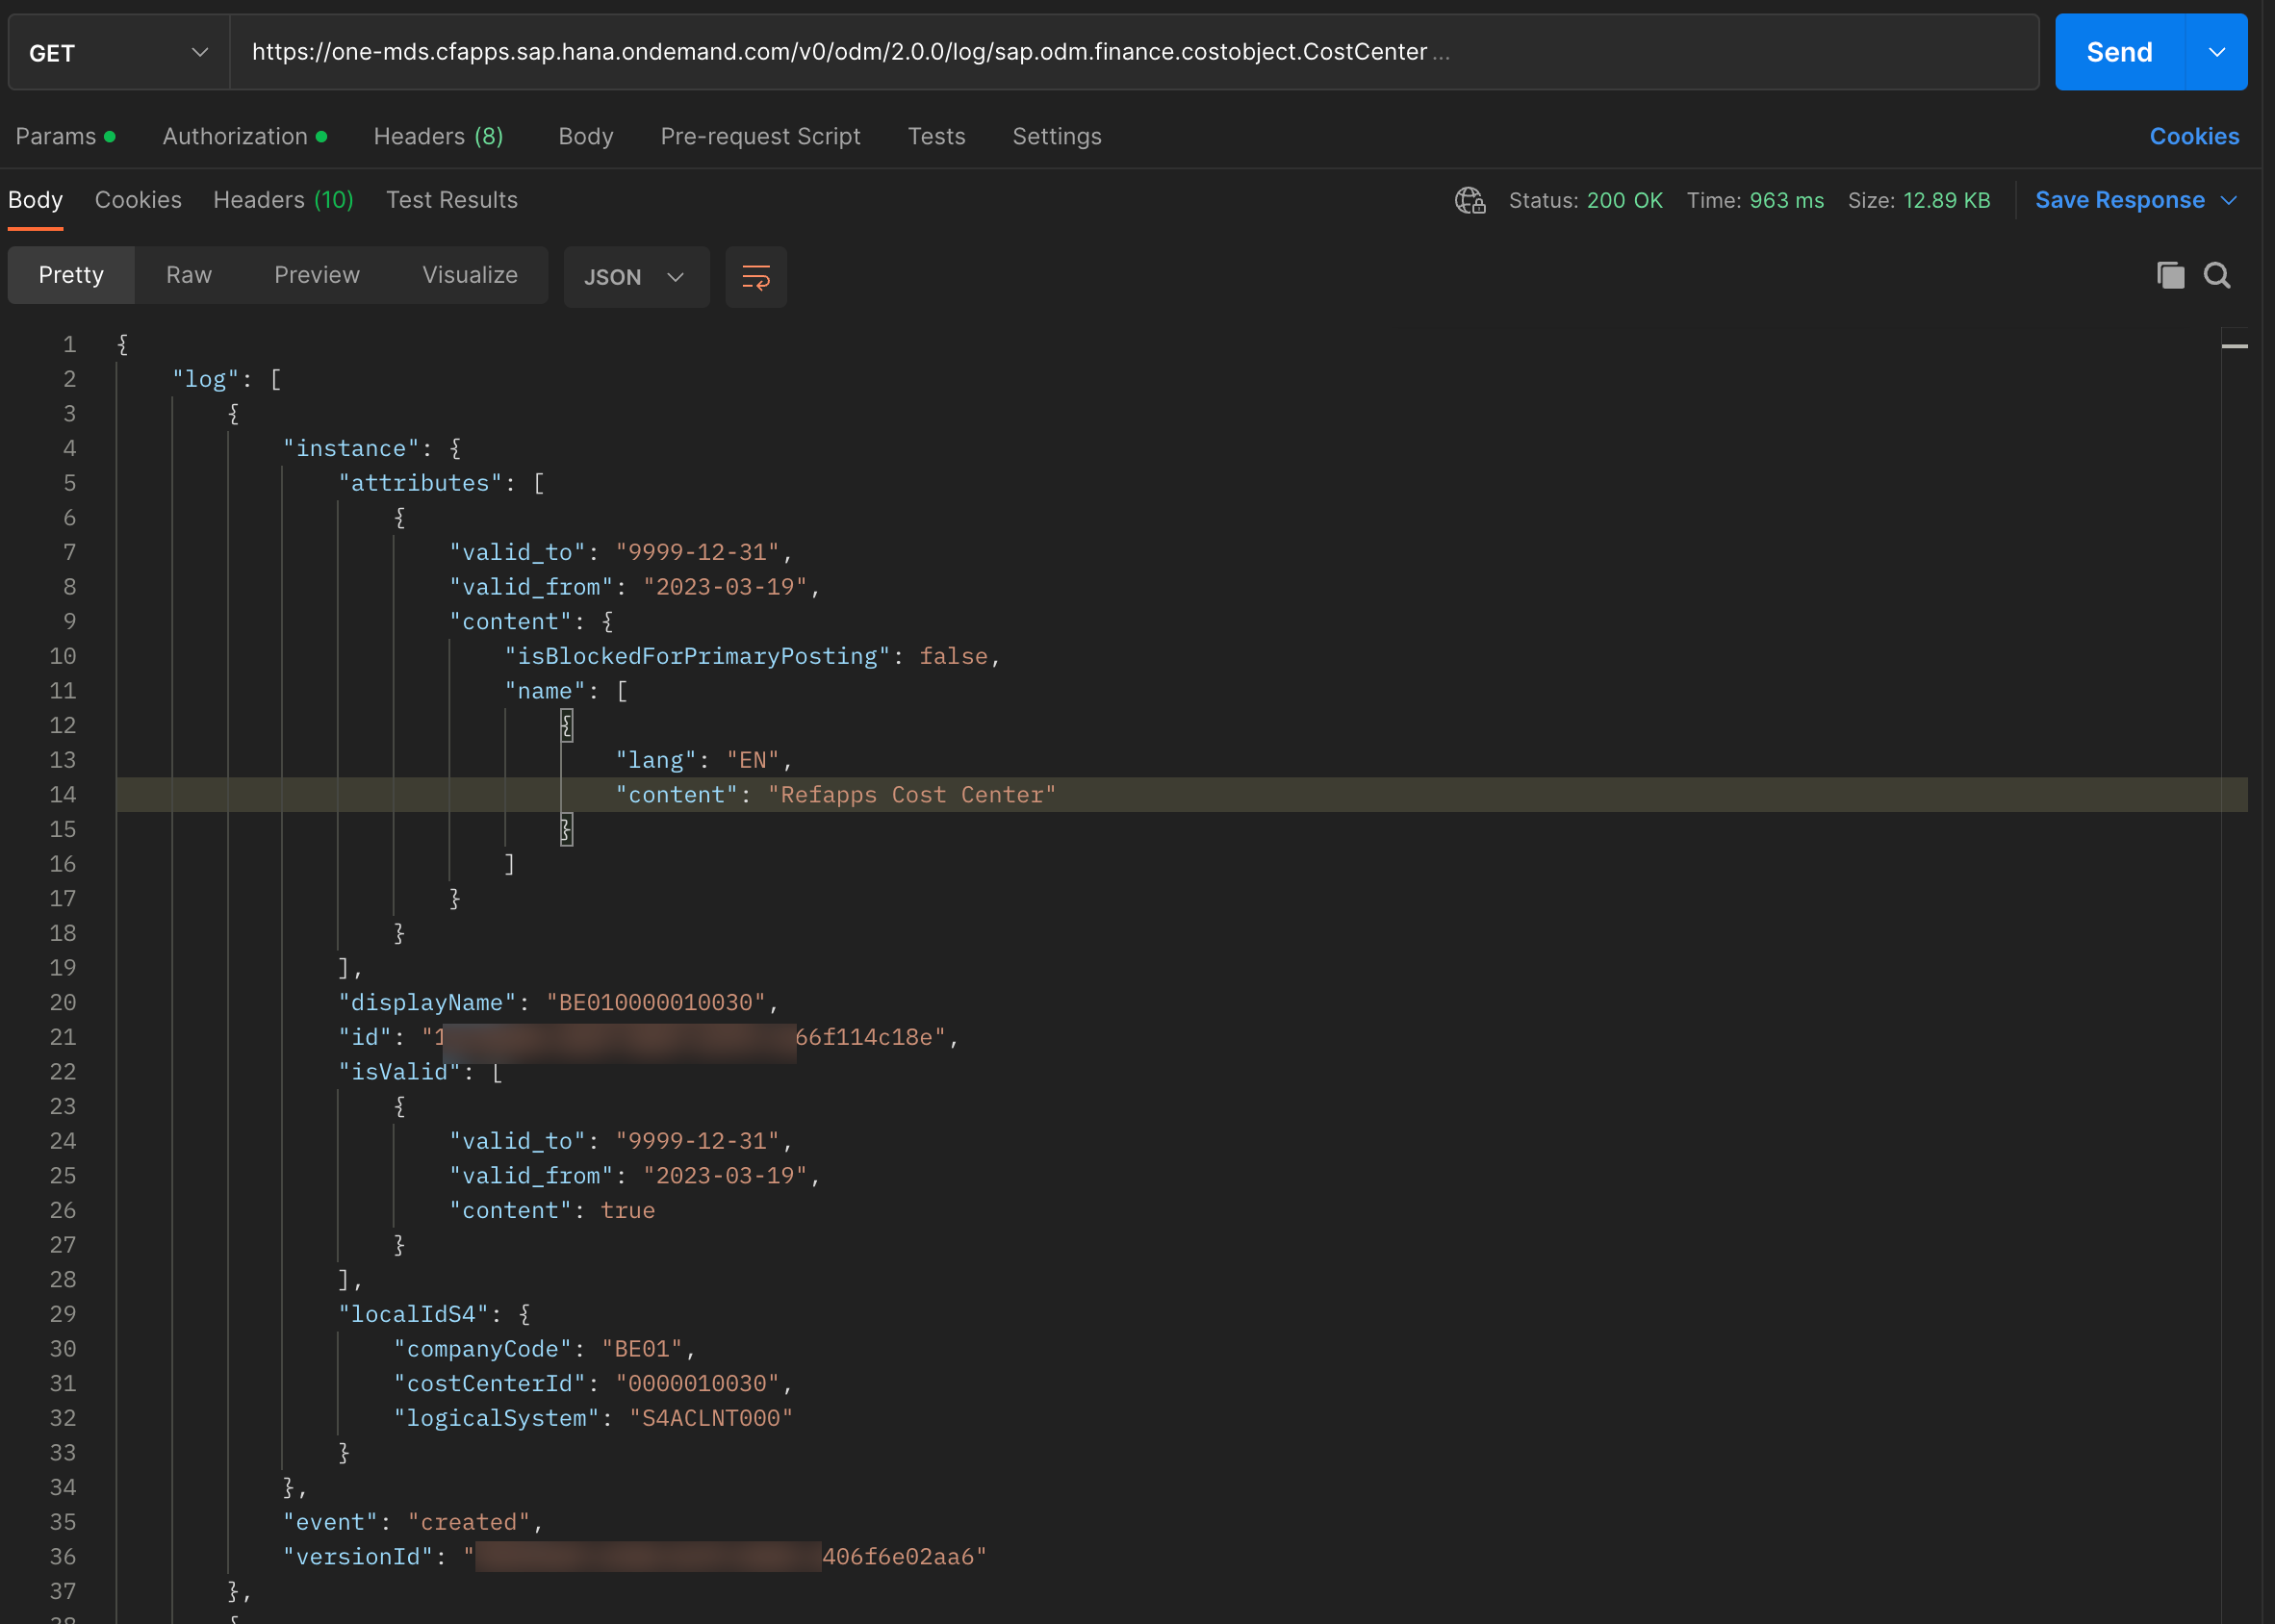 GET https://one-mds.cfapps.sap.hana.ondemand.com/v0/odm/2.0.0/log/sap.odm.finance.costobject.CostCenter ... Send
Params Authorization Headers (8) Body Pre-request Script Tests Settings Cookies
Body Cookies Headers (10) Test Results Status: 200 OK Time: 963 ms Size: 12.89 KB Save Response
Pretty Raw Preview Visualize JSON
1 {
2 "log": [
3 {
4 "instance": {
5 "attributes": [
6 {
7 "valid_to": "9999-12-31",
8 "valid_from": "2023-03-19",
9 "content": {
10 "isBlockedForPrimaryPosting": false,
11 "name": [
12 {
13 "lang": "EN",
14 "content": "Refapps Cost Center"
15 }
16 ]
17 }
18 }
19 ],
20 "displayName": "BE010000010030",
21 "id": "1 66f114c18e",
22 "isValid": [
23 {
24 "valid_to": "9999-12-31",
25 "valid_from": "2023-03-19",
26 "content": true
27 }
28 ],
29 "localIdS4": {
30 "companyCode": "BE01",
31 "costCenterId": "0000010030",
32 "logicalSystem": "S4ACLNT000"
33 }
34 },
35 "event": "created",
36 "versionId": " 406f6e02aa6"
37 },
38 {